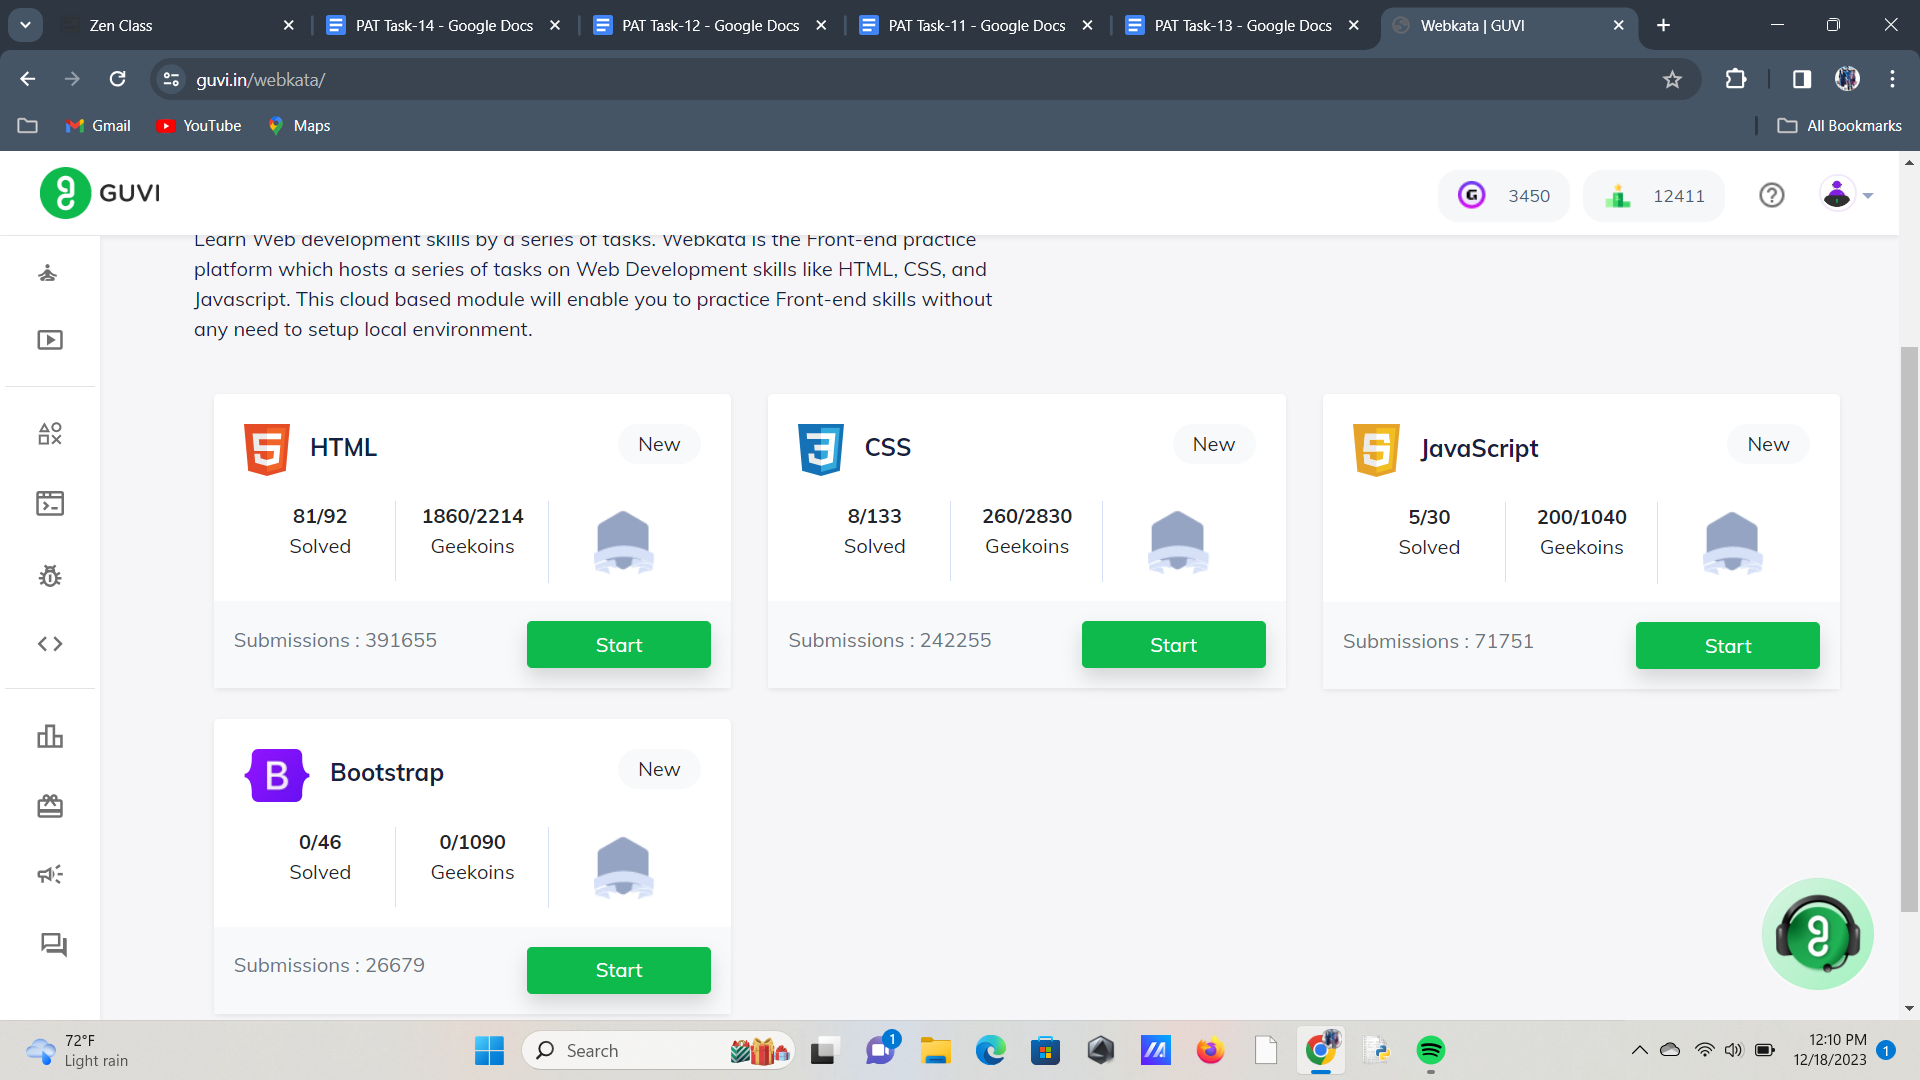 Zen Class
PAT Task-14 - Google Docs
PAT Task-12 - Google Docs
PAT Task-11 - Google Docs
PAT Task-13 - Google Docs
Webkata | GUVI
guvi.in/webkata/
Gmail
YouTube
Maps
All Bookmarks
GUVI
3450
12411
Learn Web development skills by a series of tasks. Webkata is the Front-end practice
platform which hosts a series of tasks on Web Development skills like HTML, CSS, and
Javascript. This cloud based module will enable you to practice Front-end skills without
any need to setup local environment.
HTML
New
81/92
Solved
1860/2214
Geekoins
Submissions : 391655
Start
CSS
New
8/133
Solved
260/2830
Geekoins
Submissions : 242255
Start
JavaScript
New
5/30
Solved
200/1040
Geekoins
Submissions : 71751
Start
Bootstrap
New
0/46
Solved
0/1090
Geekoins
Submissions : 26679
Start
72°F
Light rain
Search
1
12:10 PM
12/18/2023
1